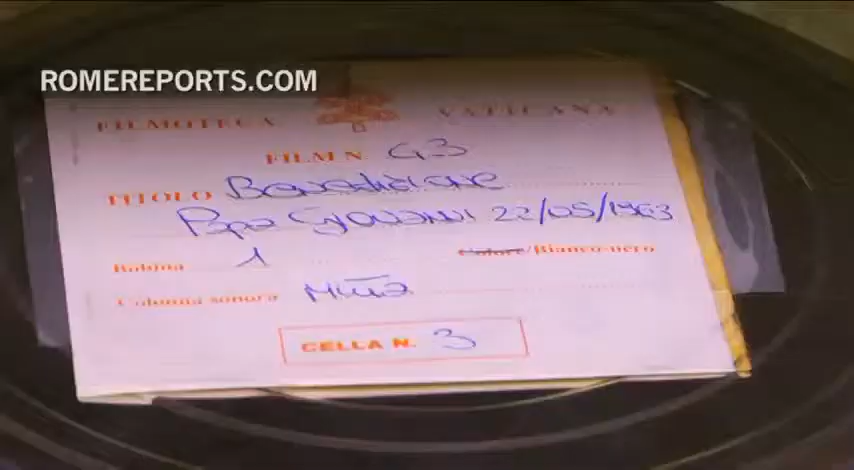 ROMEREPORTS.COM
FILMOTECA VATICANA
FILM N. G3
TITOLO Benedizione
Papa Giovanni 22/05/1963
Bobina 1 Colore/Bianco-nero
Colonna sonora Muta
CELLA N. 3